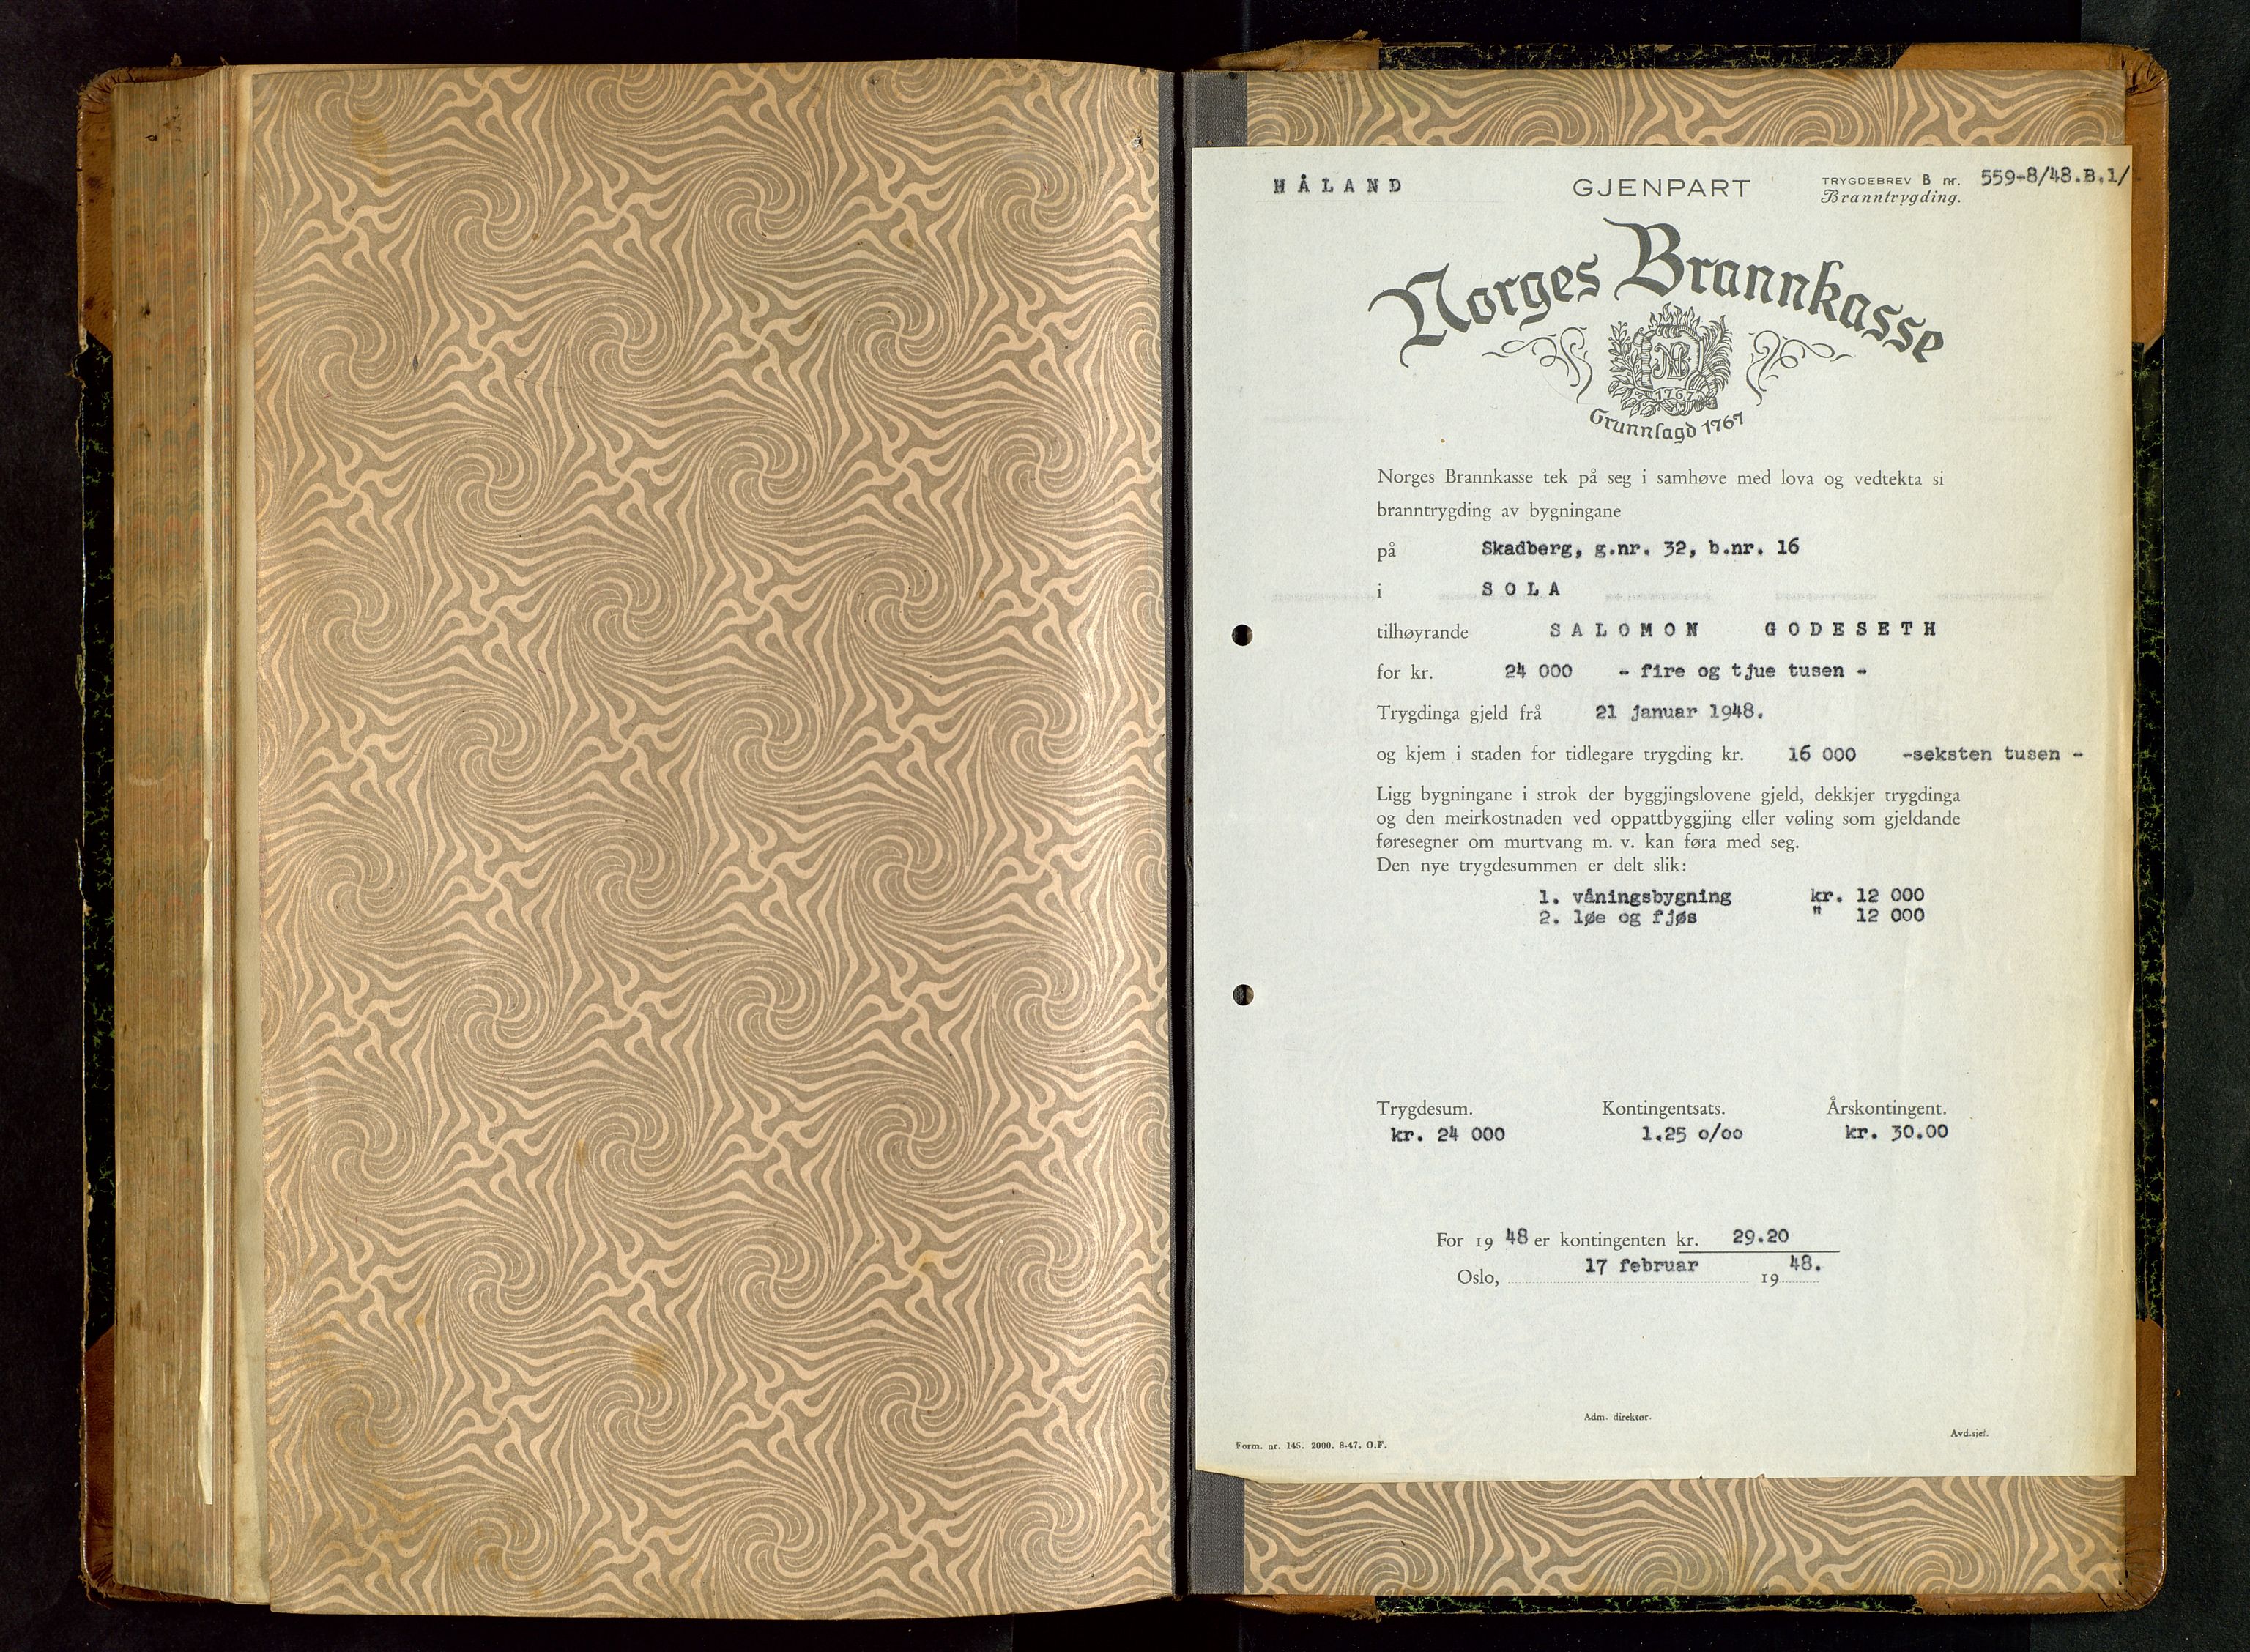 HÅLAND
GJENPART
TRYGDEBREV B nr. 559-8/48.B.1/
Branntrygding.
Norges Brannkasse
NB
1767
Grunnlagd 1767
Norges Brannkasse tek på seg i samhøve med lova og vedtekta si
branntrygding av bygningane
på Skadberg, g.nr. 32, b.nr. 16
i SOLA
tilhøyrande SALOMON GODESETH
for kr. 24 000 - fire og tjue tusen -
Trygdinga gjeld frå 21 januar 1948.
og kjem i staden for tidlegare trygding kr. 16 000 -seksten tusen -
Ligg bygningane i strok der byggjingslovene gjeld, dekkjer trygdinga
og den meirkostnaden ved oppattbyggjing eller vøling som gjeldande
føresegner om murtvang m. v. kan føra med seg.
Den nye trygdesummen er delt slik:
1. våningsbygning kr. 12 000
2. løe og fjøs " 12 000
Trygdesum. Kontingentsats. Årskontingent.
kr. 24 000 1.25 o/oo kr. 30.00
For 19 48 er kontingenten kr. 29.20
Oslo, 17 februar 19 48.
Adm. direktør.
Avd.sjef.
Form. nr. 145. 2000. 8-47. O.F.